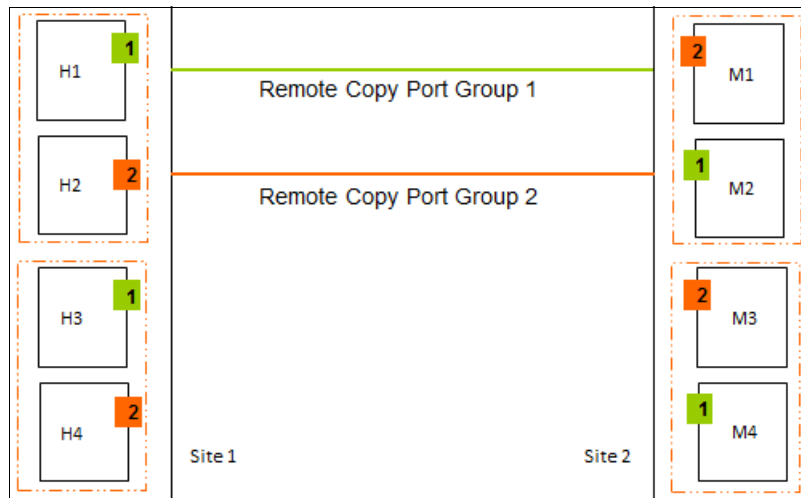 H1
1
H2
2
H3
1
H4
2
Remote Copy Port Group 1
Remote Copy Port Group 2
Site 1
Site 2
2
M1
1
M2
2
M3
1
M4